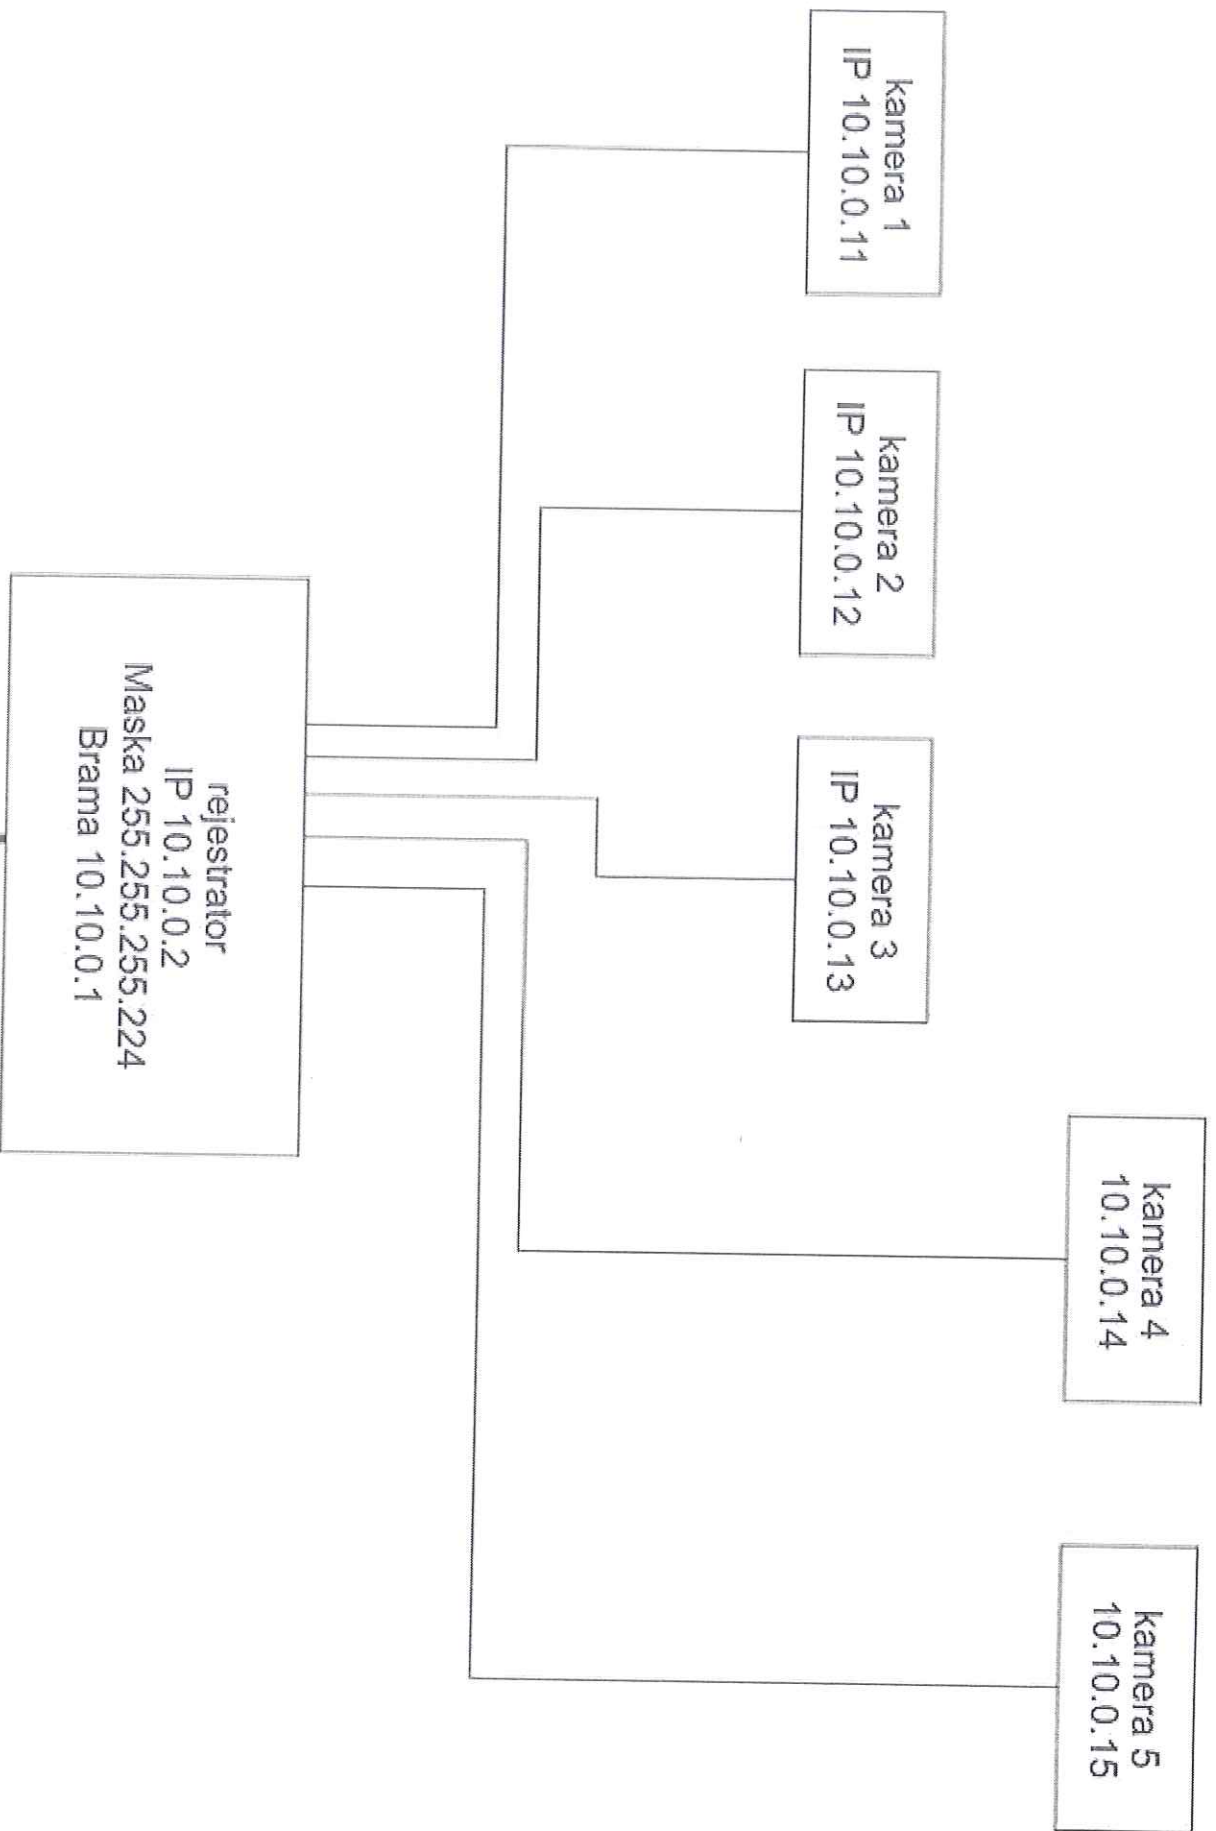 kamera 1
IP 10.10.0.11
kamera 2
IP 10.10.0.12
kamera 3
IP 10.10.0.13
kamera 4
10.10.0.14
kamera 5
10.10.0.15
rejestrator
IP 10.10.0.2
Maska 255.255.255.224
Brama 10.10.0.1